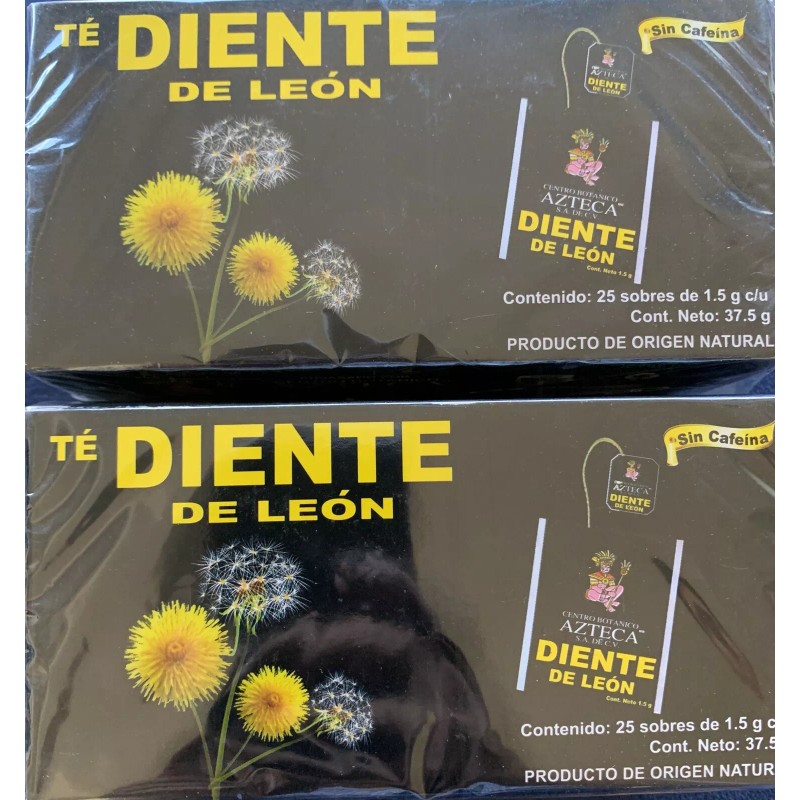 TÉ DIENTE
DE LEÓN
Sin Cafeína
AZTECA
DIENTE
DE LEÓN
CENTRO BOTANICO
AZTECA
S.A. DE C.V.
DIENTE
DE LEÓN
Cont. Neto 1.5 g
Contenido: 25 sobres de 1.5 g c/u
Cont. Neto: 37.5 g
PRODUCTO DE ORIGEN NATURAL
TÉ DIENTE
DE LEÓN
Sin Cafeína
AZTECA
DIENTE
DE LEÓN
CENTRO BOTANICO
AZTECA
S.A. DE C.V.
DIENTE
DE LEÓN
Cont. Neto 1.5 g
Contenido: 25 sobres de 1.5 g c
Cont. Neto: 37.5
PRODUCTO DE ORIGEN NATUR